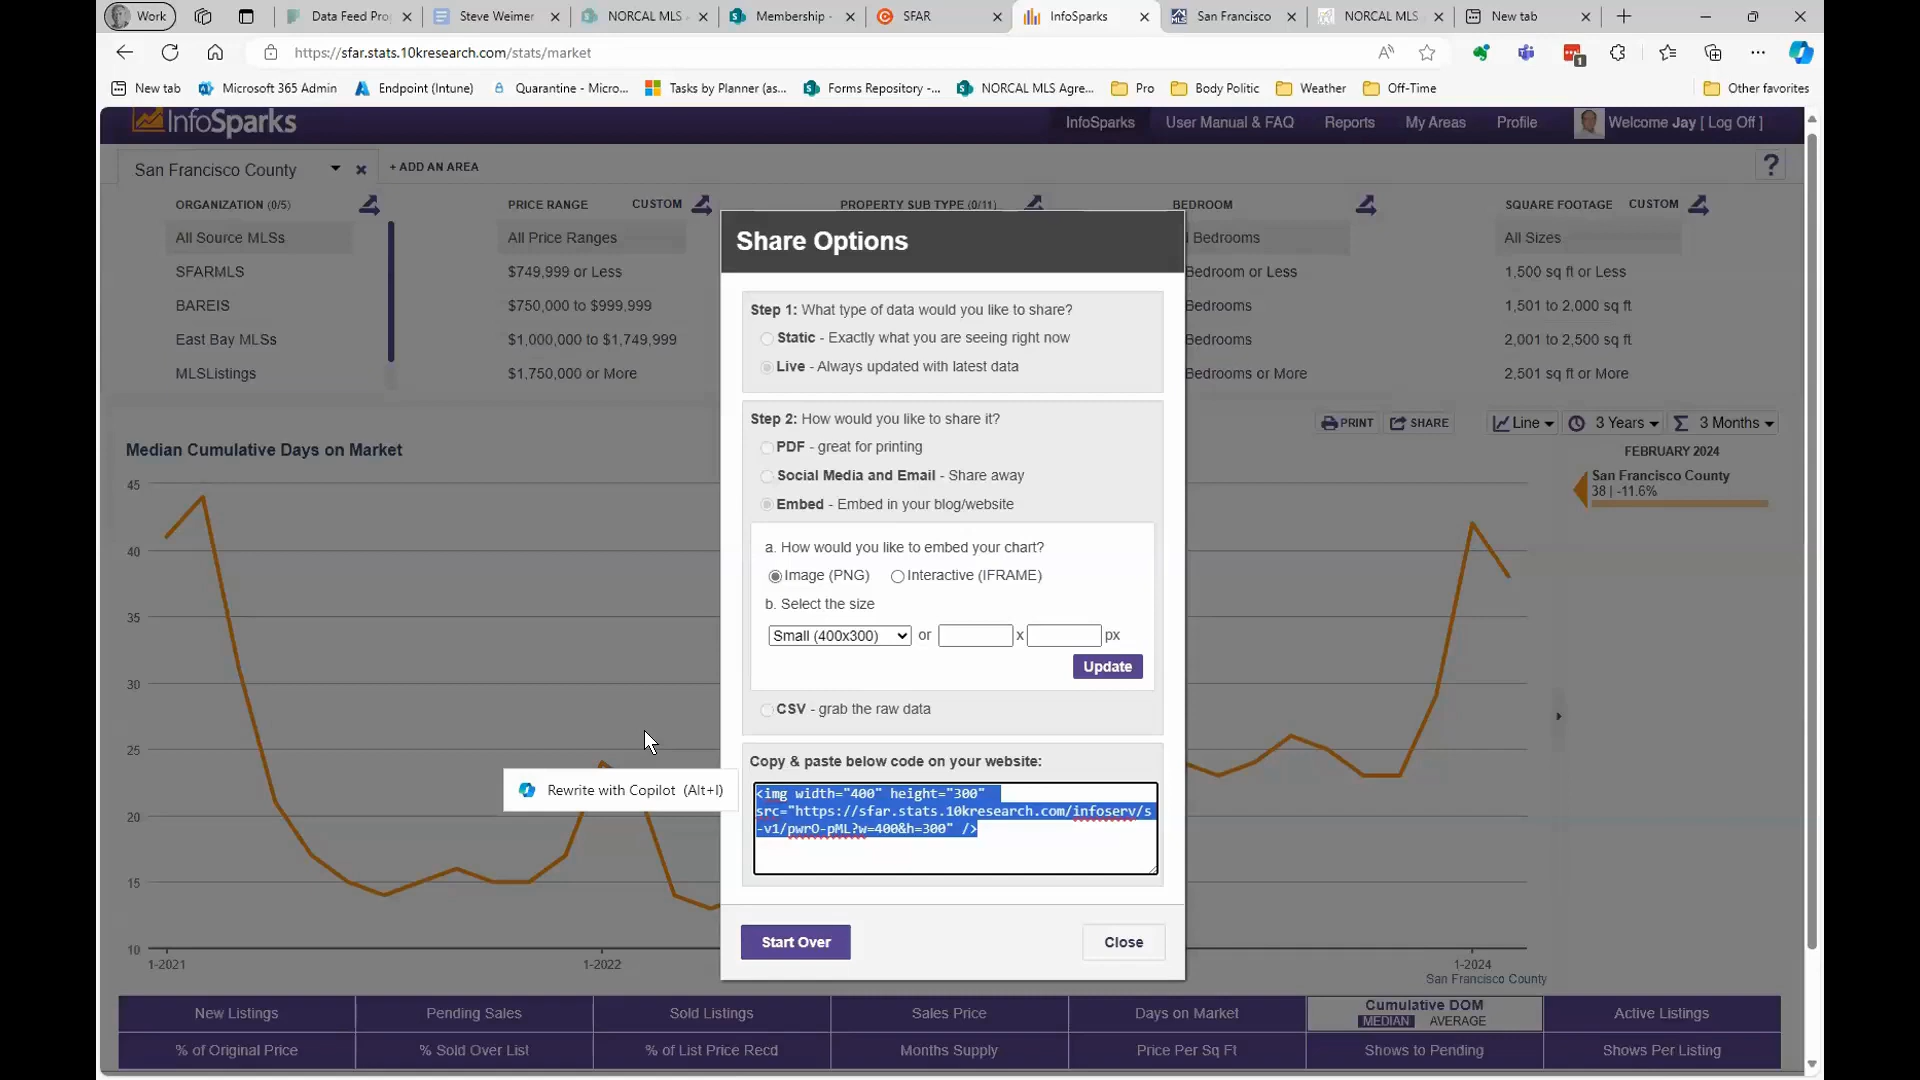 Work
Data Feed Pro
Steve Weimer
NORCAL MLS
Membership -
SFAR
InfoSparks
San Francisco
NORCAL MLS
New tab
https://sfar.stats.10kresearch.com/stats/market
1
New tab
Microsoft 365 Admin
Endpoint (Intune)
Quarantine - Micro...
Tasks by Planner (as...
Forms Repository -...
NORCAL MLS Agre...
Pro
Body Politic
Weather
Off-Time
Other favorites
InfoSparks
InfoSparks
User Manual & FAQ
Reports
My Areas
Profile
Welcome Jay [ Log Off ]
San Francisco County
+ ADD AN AREA
?
ORGANIZATION (0/5)
All Source MLSs
SFARMLS
BAREIS
East Bay MLSs
MLSListings
PRICE RANGE
CUSTOM
All Price Ranges
$749,999 or Less
$750,000 to $999,999
$1,000,000 to $1,749,999
$1,750,000 or More
PROPERTY SUB TYPE (0/11)
BEDROOM
Bedrooms
Bedroom or Less
Bedrooms
Bedrooms
Bedrooms or More
SQUARE FOOTAGE
CUSTOM
All Sizes
1,500 sq ft or Less
1,501 to 2,000 sq ft
2,001 to 2,500 sq ft
2,501 sq ft or More
Share Options
Step 1: What type of data would you like to share?
Static - Exactly what you are seeing right now
Live - Always updated with latest data
Step 2: How would you like to share it?
PDF - great for printing
Social Media and Email - Share away
Embed - Embed in your blog/website
a. How would you like to embed your chart?
Image (PNG)
Interactive (IFRAME)
b. Select the size
Small (400x300)
or
x
px
Update
CSV - grab the raw data
Copy & paste below code on your website:
<img width="400" height="300"
src="https://sfar.stats.10kresearch.com/infoserv/s
-v1/pwrO-pML?w=400&h=300" />
Start Over
Close
Rewrite with Copilot (Alt+I)
PRINT
SHARE
Line
3 Years
3 Months
Median Cumulative Days on Market
FEBRUARY 2024
San Francisco County
38 | -11.6%
45
40
35
30
25
20
15
10
1-2021
1-2022
1-2024
San Francisco County
New Listings
Pending Sales
Sold Listings
Sales Price
Days on Market
Cumulative DOM
MEDIAN
AVERAGE
Active Listings
% of Original Price
% Sold Over List
% of List Price Recd
Months Supply
Price Per Sq Ft
Shows to Pending
Shows Per Listing